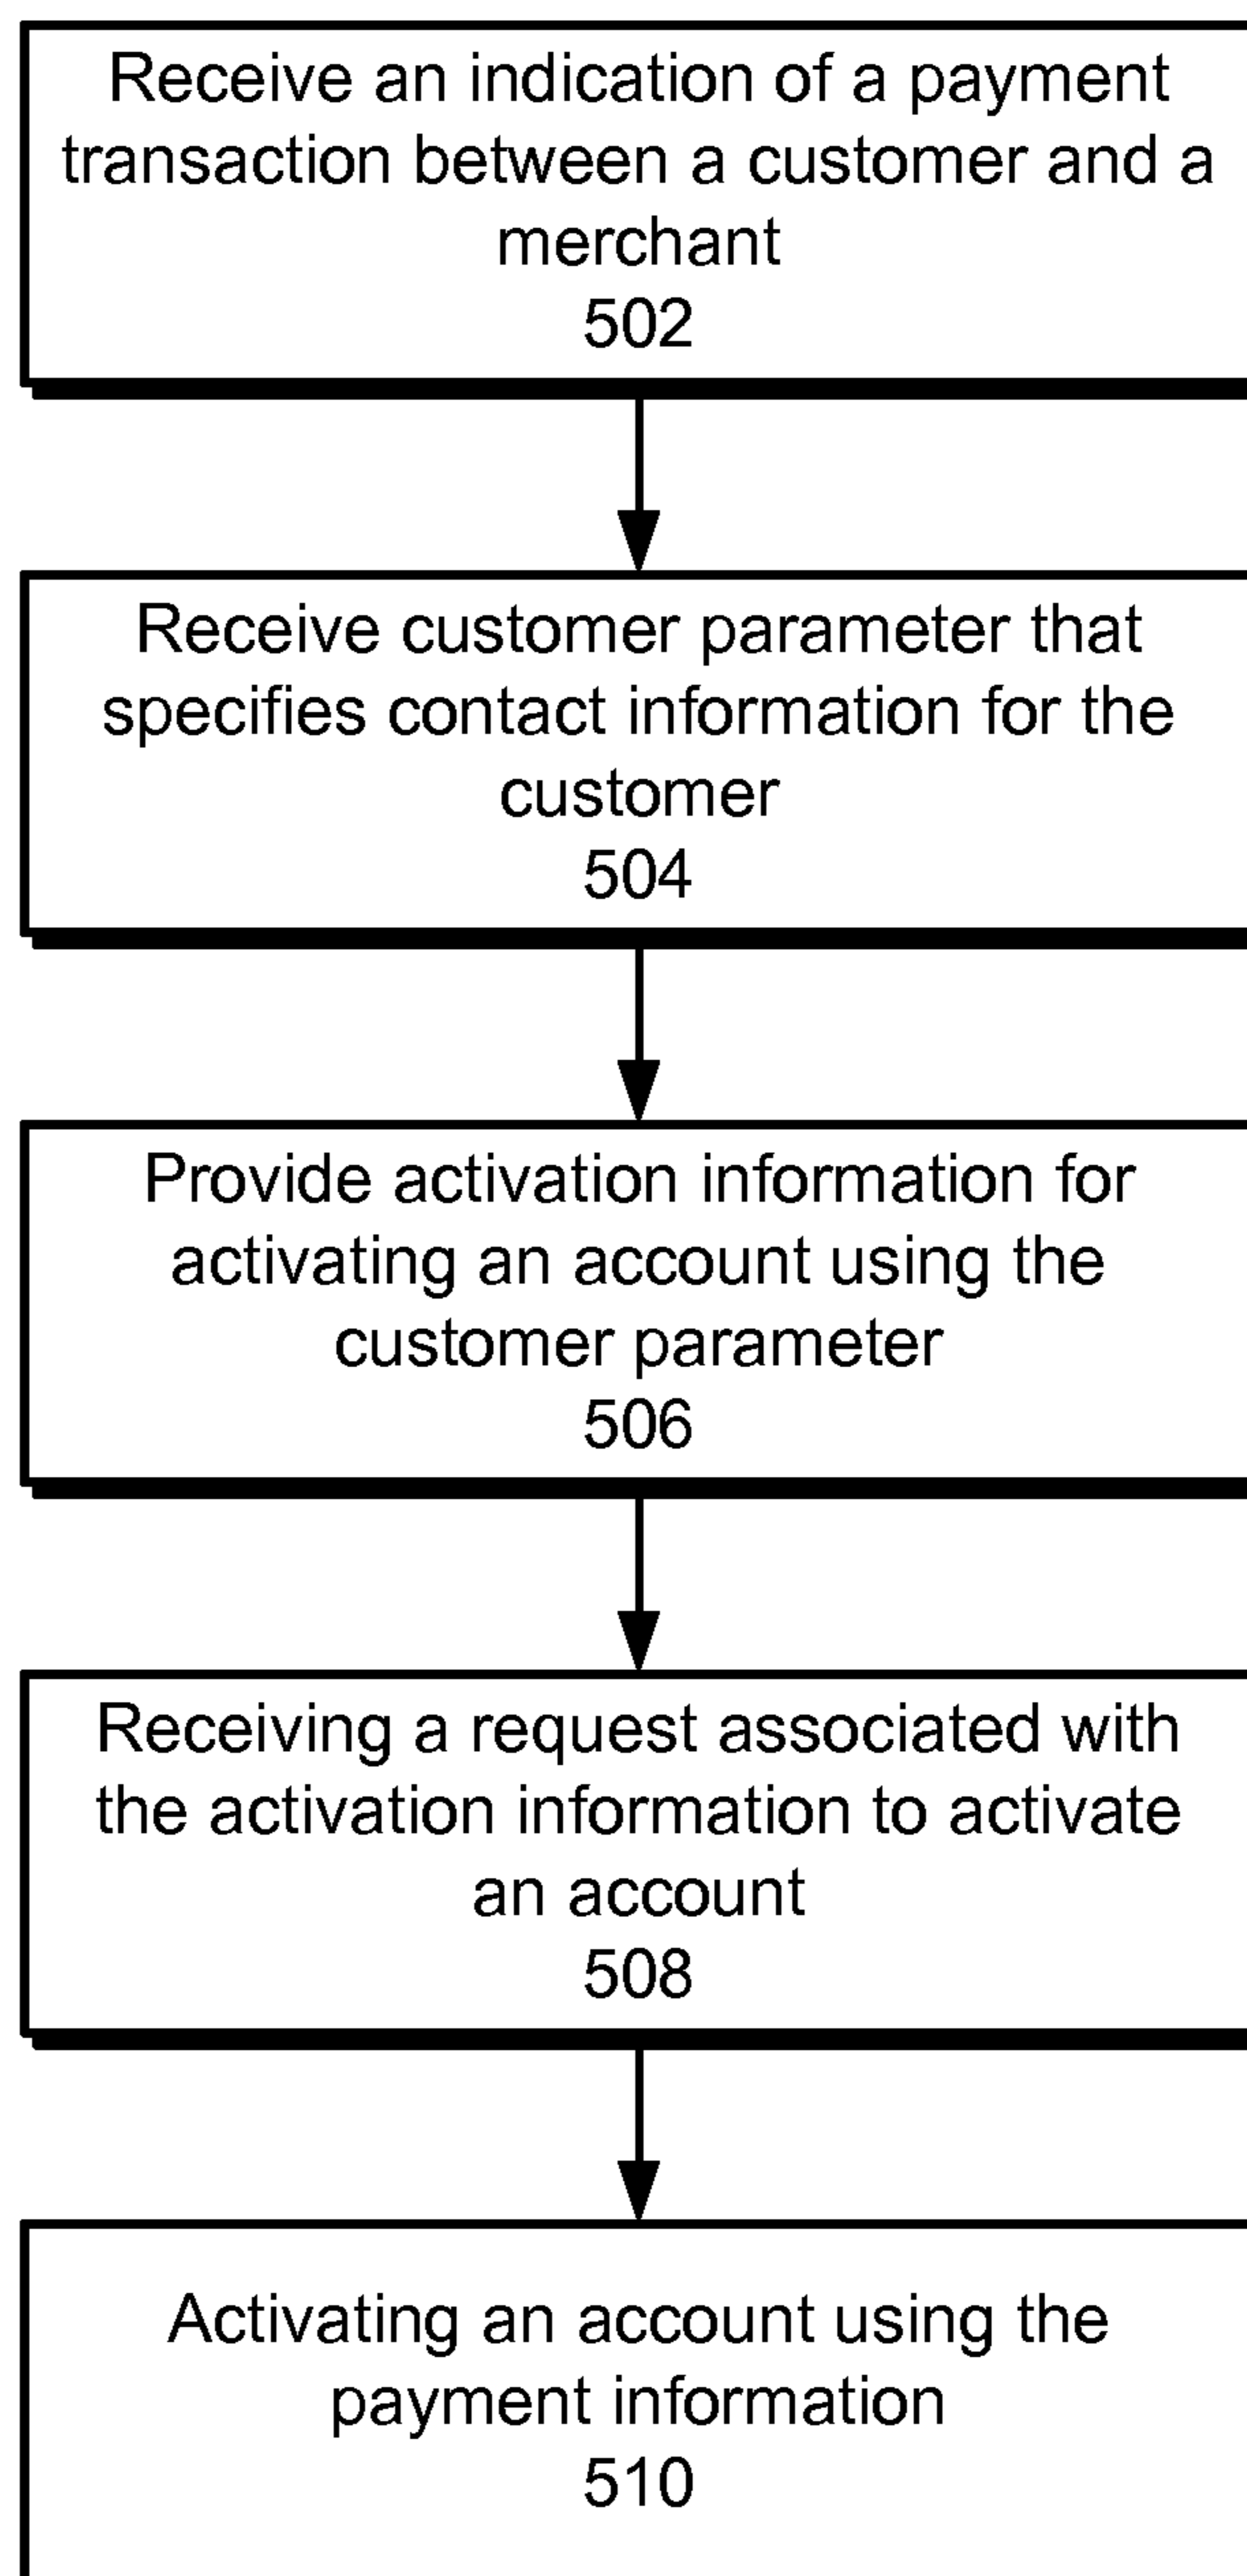 Receive an indication of a payment
transaction between a customer and a
merchant
502
Receive customer parameter that
specifies contact information for the
customer
504
Provide activation information for
activating an account using the
customer parameter
506
Receiving a request associated with
the activation information to activate
an account
508
Activating an account using the
payment information
510